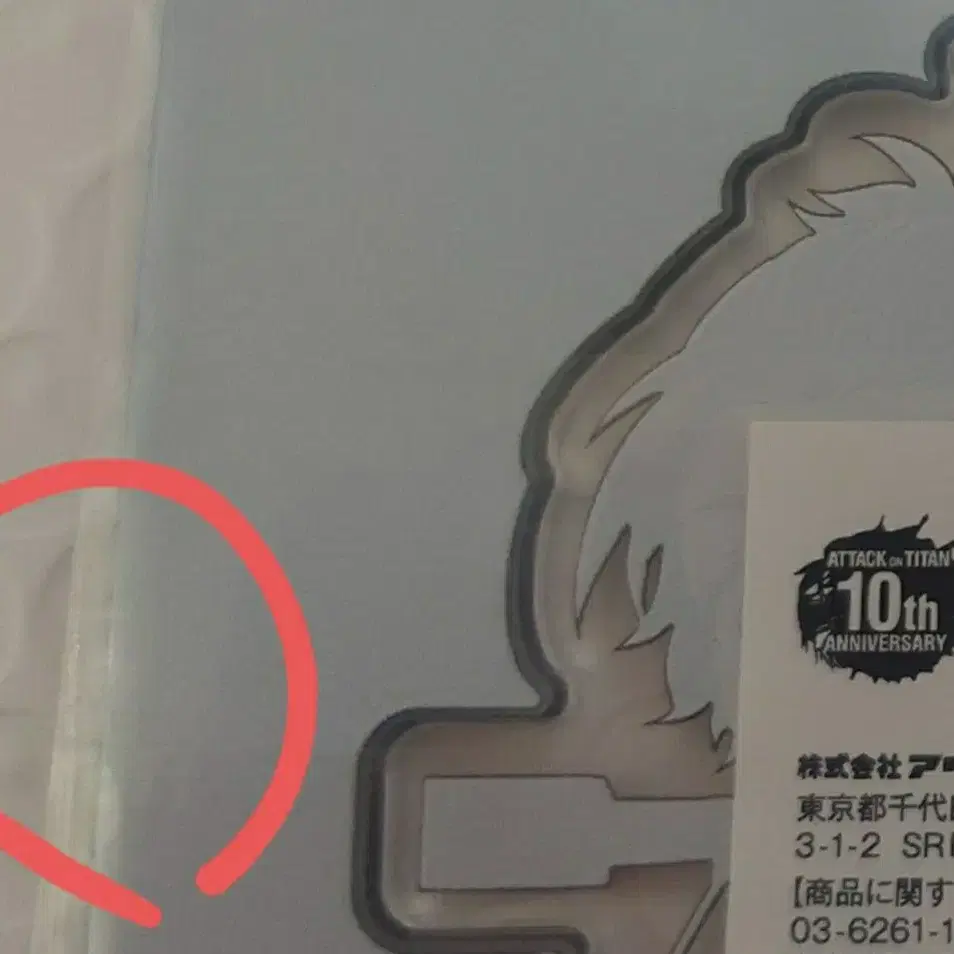 ATTACK ON TITAN
10th
ANNIVERSARY
株式会社
東京都千代
3-1-2 SR
【商品に関す
03-6261-1